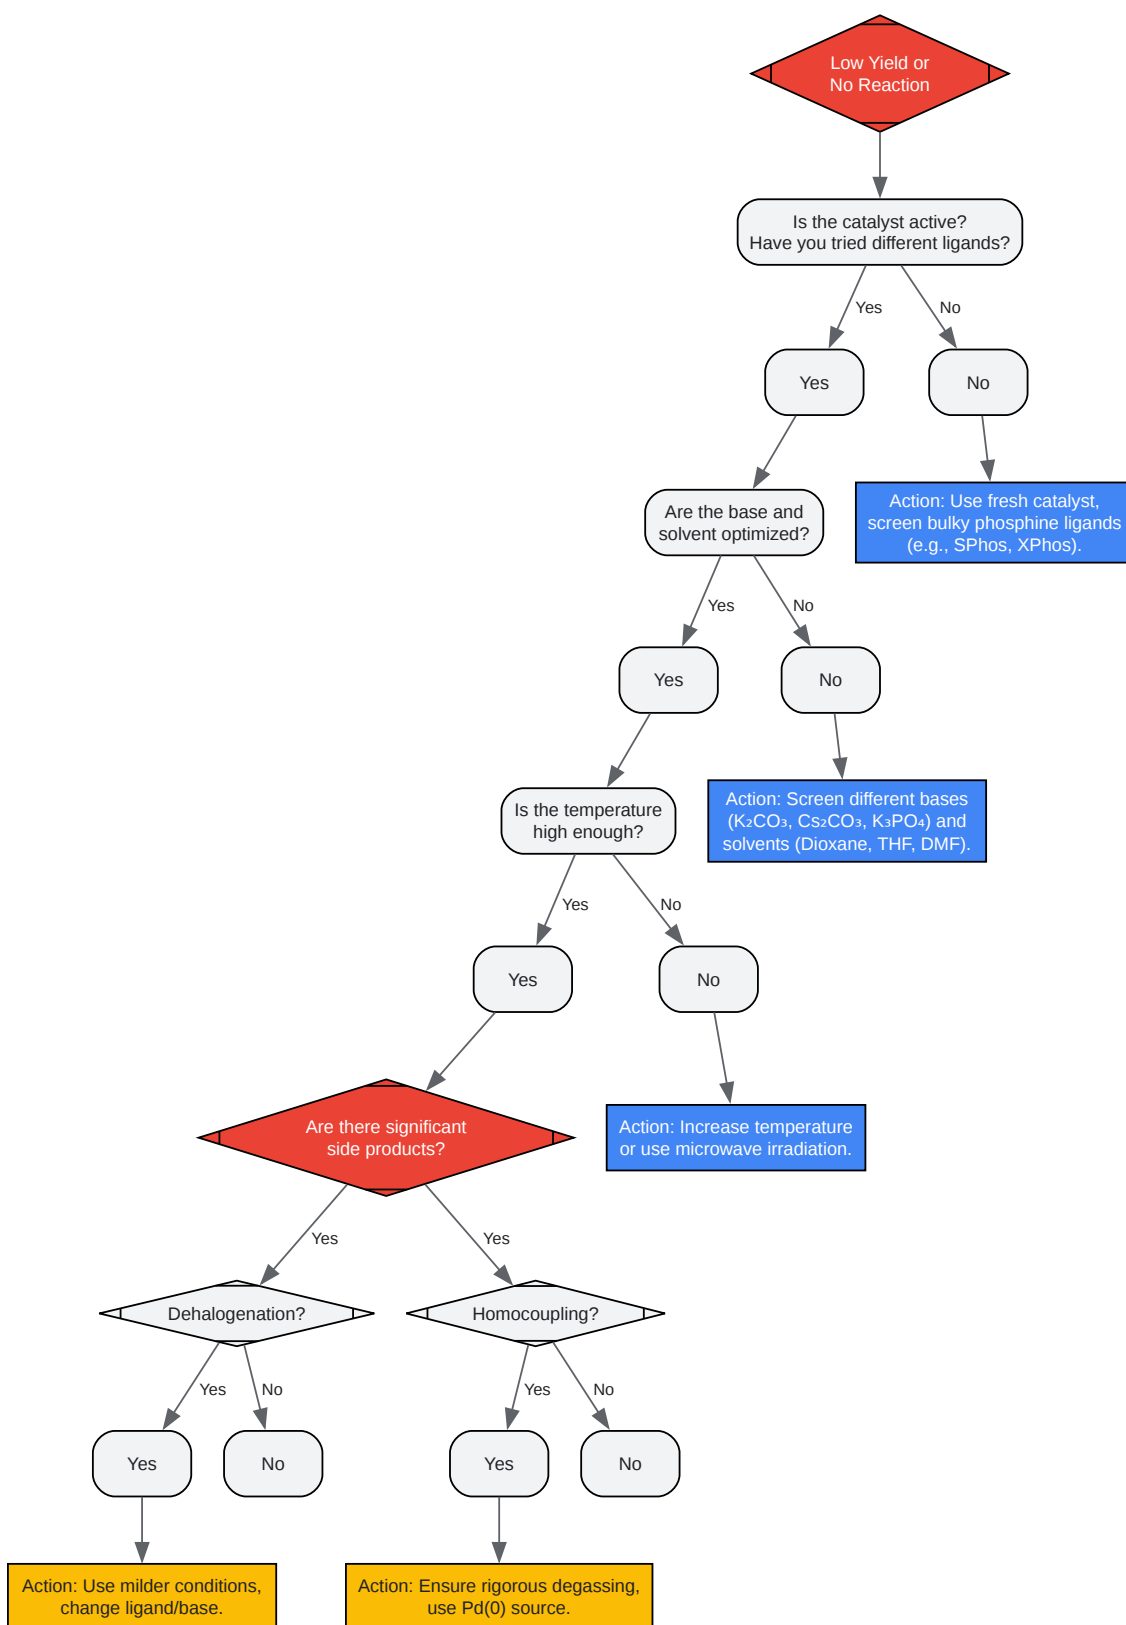 Low Yield or
No Reaction
Is the catalyst active?
Have you tried different ligands?
Yes
No
Yes
No
Are the base and
solvent optimized?
Action: Use fresh catalyst,
screen bulky phosphine ligands
(e.g., SPhos, XPhos).
Yes
No
Yes
No
Is the temperature
high enough?
Action: Screen different bases
(K₂CO₃, Cs₂CO₃, K₃PO₄) and
solvents (Dioxane, THF, DMF).
Yes
No
Yes
No
Are there significant
side products?
Action: Increase temperature
or use microwave irradiation.
Yes
Yes
Dehalogenation?
Homocoupling?
Yes
No
Yes
No
Yes
No
Yes
No
Action: Use milder conditions,
change ligand/base.
Action: Ensure rigorous degassing,
use Pd(0) source.